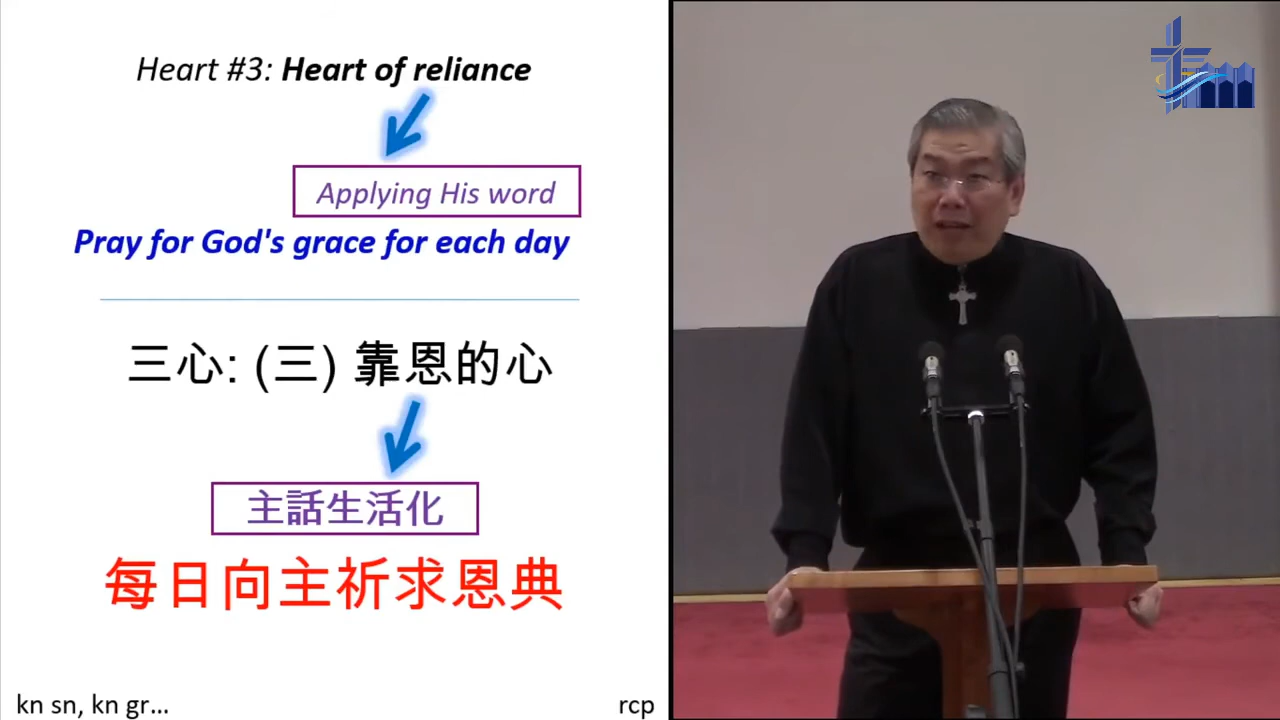 Heart #3: Heart of reliance
Applying His word
Pray for God's grace for each day
三心: (三) 靠恩的心
主話生活化
每日向主祈求恩典
kn sn, kn gr...
rcp